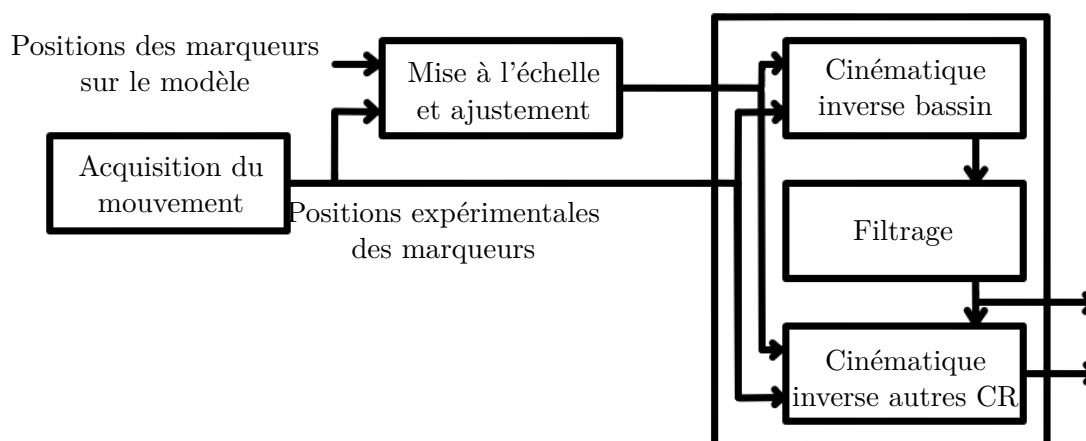 Positions des marqueurs
sur le modèle
Mise à l'échelle
et ajustement
Acquisition du
mouvement
Positions expérimentales
des marqueurs
Cinématique
inverse bassin
Filtrage
Cinématique
inverse autres CR